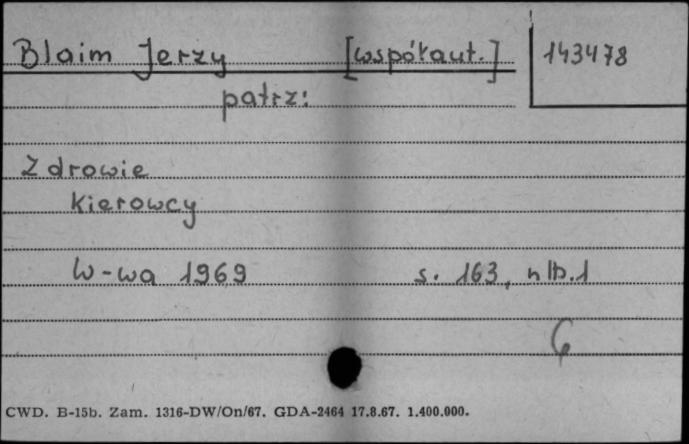 Blaim Jerzy [współaut.] 143478
patrz:
Zdrowie
kierowcy
W-wa 1969 s. 163, nlb.1
CWD. B-15b. Zam. 1316-DW/On/67. GDA-2464 17.8.67. 1.400.000.